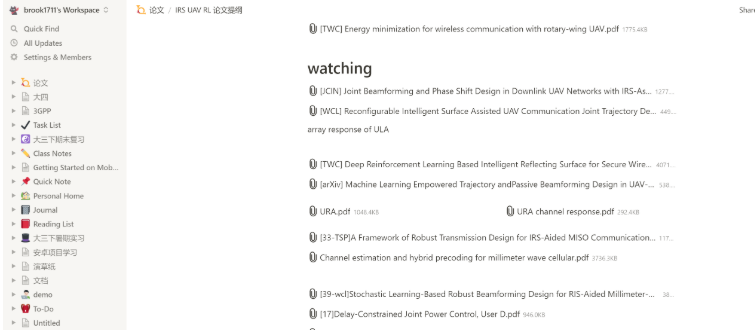 brook1711's Workspace
论文 / IRS UAV RL 论文提纲
Shar
Quick Find
All Updates
Settings & Members
论文
大四
3GPP
Task List
大三下期末复习
Class Notes
Getting Started on Mob...
Quick Note
Personal Home
Journal
Reading List
大三下暑期实习
安卓项目学习
演草纸
文档
demo
To-Do
Untitled
[TWC] Energy minimization for wireless communication with rotary-wing UAV.pdf 1775.4KB
watching
[JCIN] Joint Beamforming and Phase Shift Design in Downlink UAV Networks with IRS-As... 1277...
[WCL] Reconfigurable Intelligent Surface Assisted UAV Communication Joint Trajectory De... 449...
array response of ULA
[TWC] Deep Reinforcement Learning Based Intelligent Reflecting Surface for Secure Wire... 4071...
[arXiv] Machine Learning Empowered Trajectory andPassive Beamforming Design in UAV-... 538...
URA.pdf 1048.4KB
URA channel response.pdf 292.4KB
[33-TSP]A Framework of Robust Transmission Design for IRS-Aided MISO Communication... 117...
Channel estimation and hybrid precoding for millimeter wave cellular.pdf 3736.3KB
[39-wcl]Stochastic Learning-Based Robust Beamforming Design for RIS-Aided Millimeter-... 38...
[17]Delay-Constrained Joint Power Control, User D.pdf 946.0KB